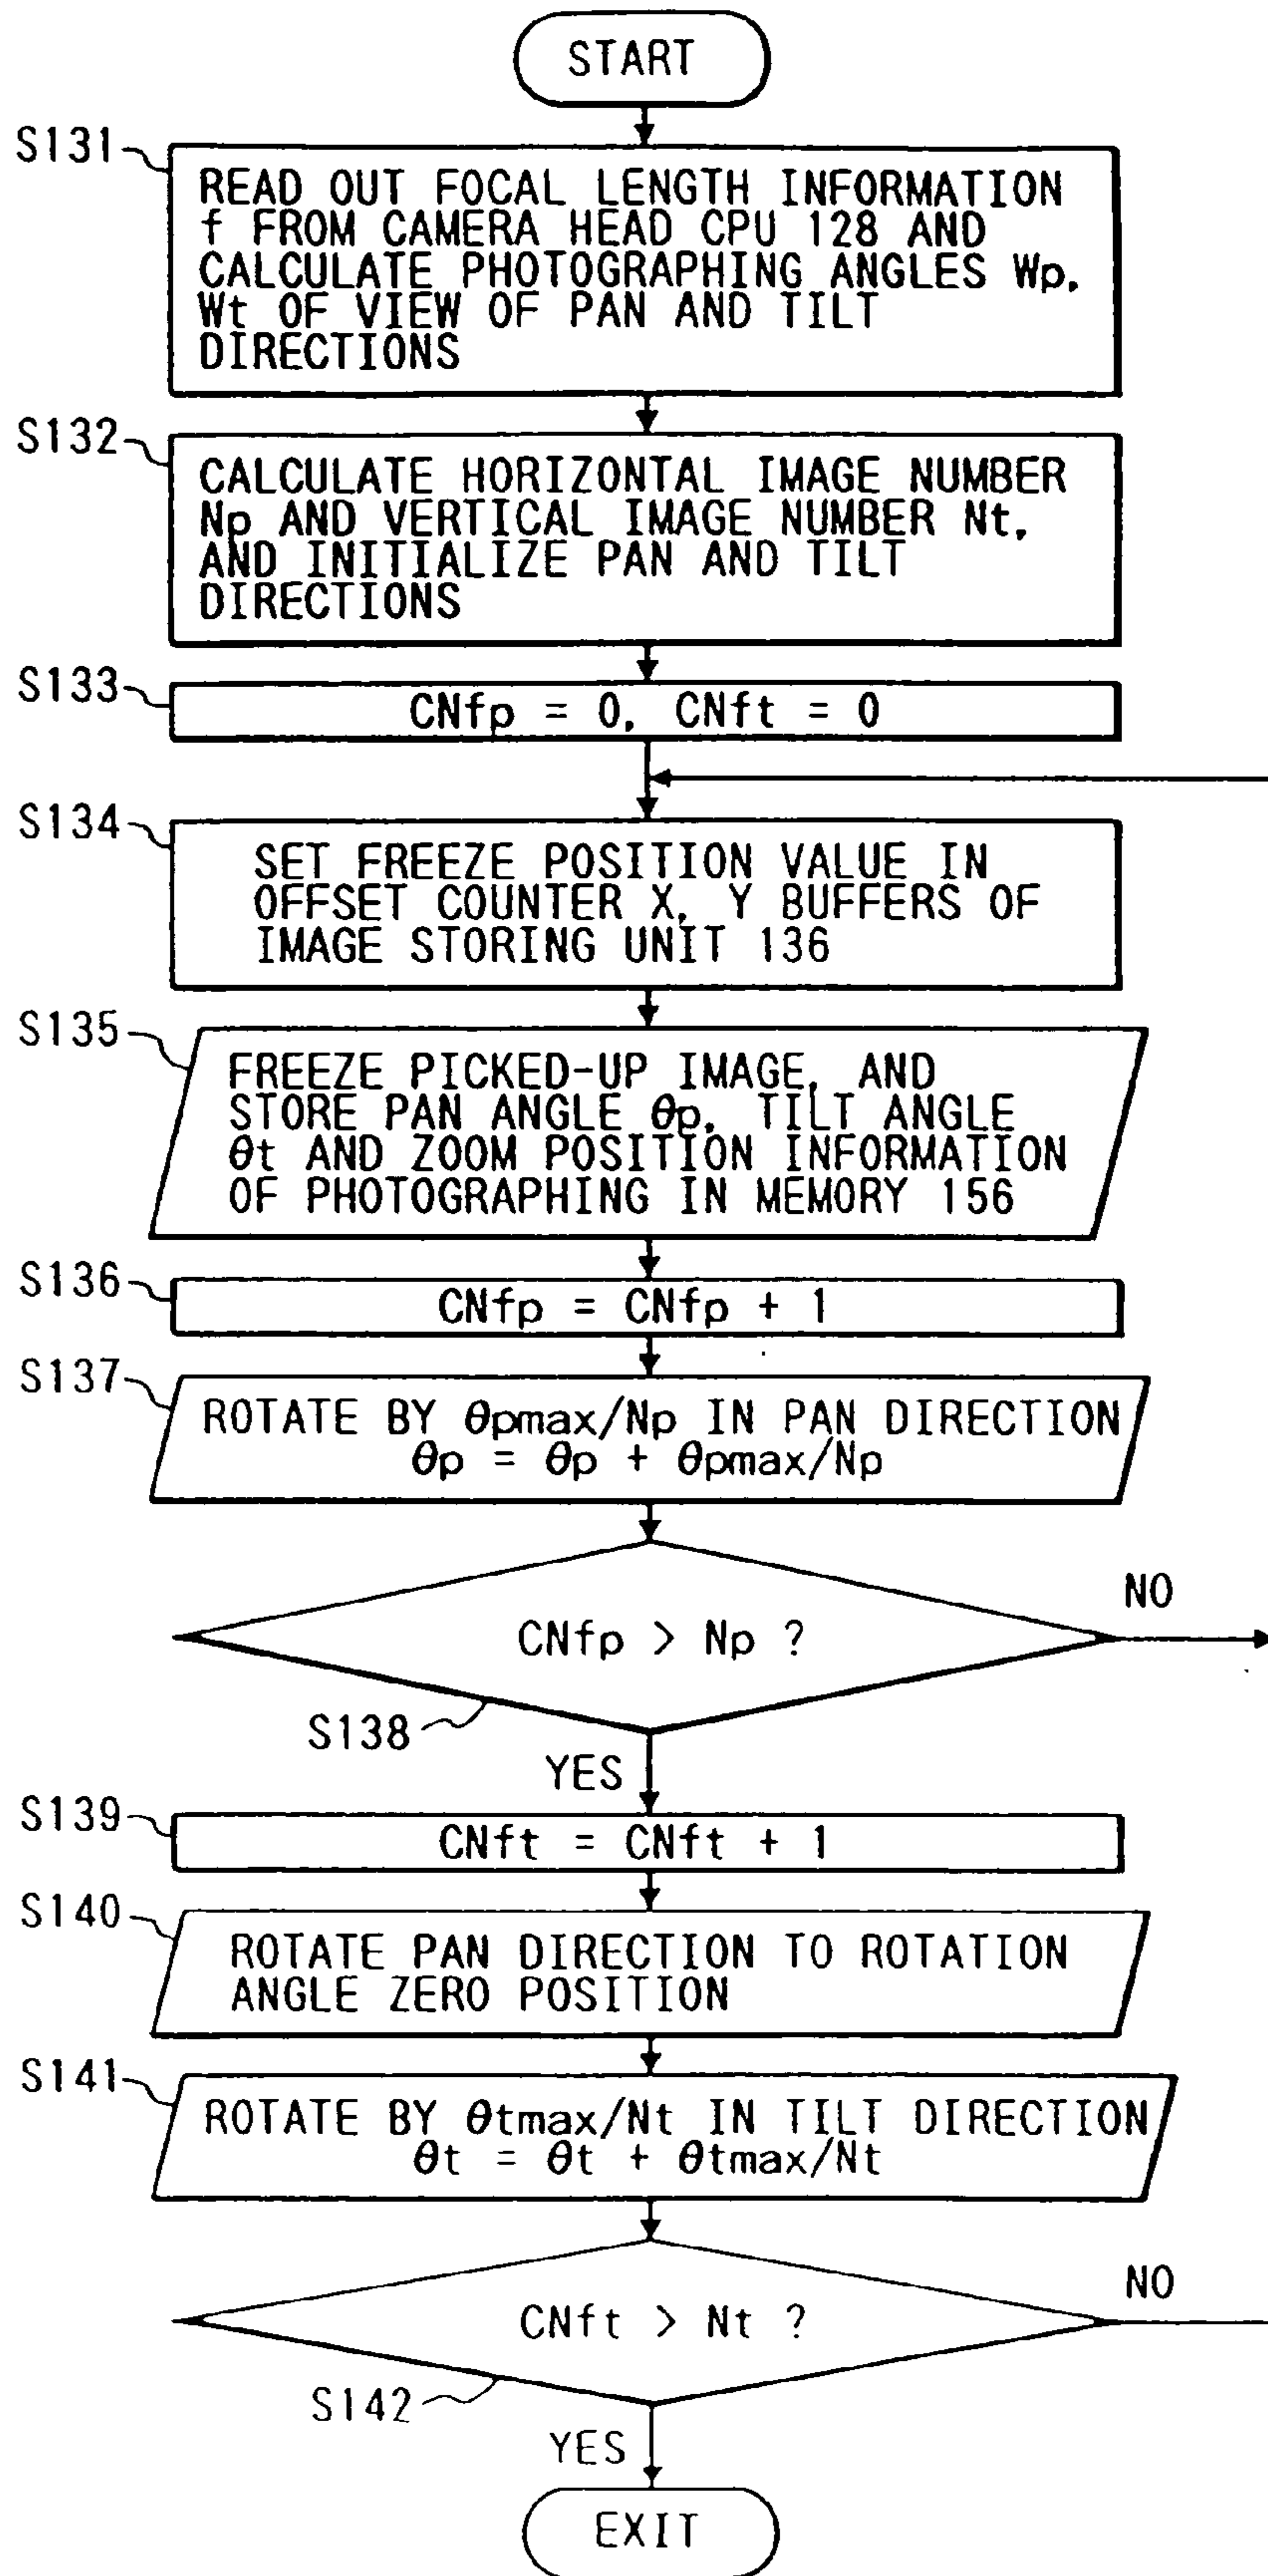 START
S131
READ OUT FOCAL LENGTH INFORMATION
f FROM CAMERA HEAD CPU 128 AND
CALCULATE PHOTOGRAPHING ANGLES Wp,
Wt OF VIEW OF PAN AND TILT
DIRECTIONS
S132
CALCULATE HORIZONTAL IMAGE NUMBER
Np AND VERTICAL IMAGE NUMBER Nt,
AND INITIALIZE PAN AND TILT
DIRECTIONS
S133
CNfp = 0, CNft = 0
S134
SET FREEZE POSITION VALUE IN
OFFSET COUNTER X, Y BUFFERS OF
IMAGE STORING UNIT 136
S135
FREEZE PICKED-UP IMAGE, AND
STORE PAN ANGLE θp, TILT ANGLE
θt AND ZOOM POSITION INFORMATION
OF PHOTOGRAPHING IN MEMORY 156
S136
CNfp = CNfp + 1
S137
ROTATE BY θpmax/Np IN PAN DIRECTION
θp = θp + θpmax/Np
NO
CNfp > Np ?
S138
YES
S139
CNft = CNft + 1
S140
ROTATE PAN DIRECTION TO ROTATION
ANGLE ZERO POSITION
S141
ROTATE BY θtmax/Nt IN TILT DIRECTION
θt = θt + θtmax/Nt
NO
CNft > Nt ?
S142
YES
EXIT